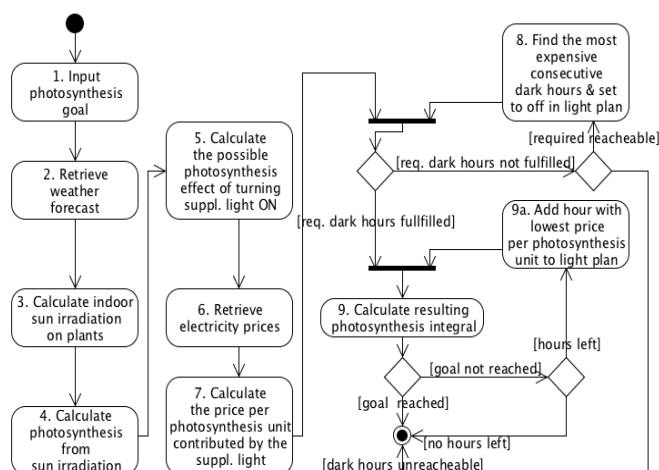 1. Input
photosynthesis
goal
2. Retrieve
weather
forecast
3. Calculate indoor
sun irradiation
on plants
4. Calculate
photosynthesis
from
sun irradiation
5. Calculate
the possible
photosynthesis
effect of turning
suppl. light ON
6. Retrieve
electricity prices
7. Calculate
the price per
photosynthesis unit
contributed by the
suppl. light
8. Find the most
expensive
consecutive
dark hours & set
to off in light plan
[required reacheable]
[req. dark hours not fulfilled]
[req. dark hours fullfilled]
9a. Add hour with
lowest price
per photosynthesis
unit to light plan
9. Calculate resulting
photosynthesis integral
[hours left]
[goal not reached]
[goal reached]
[no hours left]
[dark hours unreacheable]